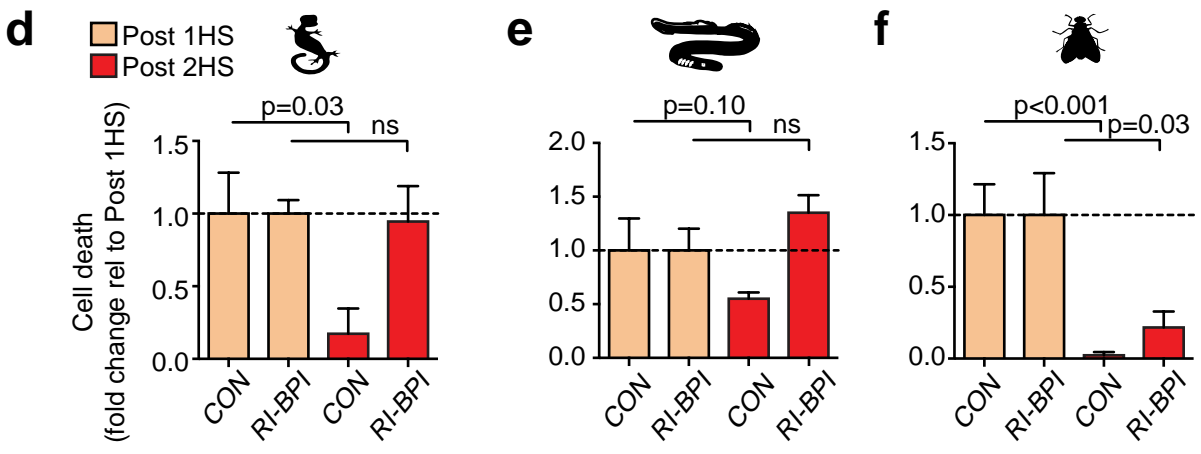 d
Post 1HS
Post 2HS
Cell death
(fold change rel to Post 1HS)
p=0.03
ns
1.5
1.0
0.5
0.0
CON
RI-BPI
CON
RI-BPI
e
p=0.10
ns
2.0
1.5
1.0
0.5
0.0
CON
RI-BPI
CON
RI-BPI
f
p<0.001
p=0.03
1.5
1.0
0.5
0.0
CON
RI-BPI
CON
RI-BPI